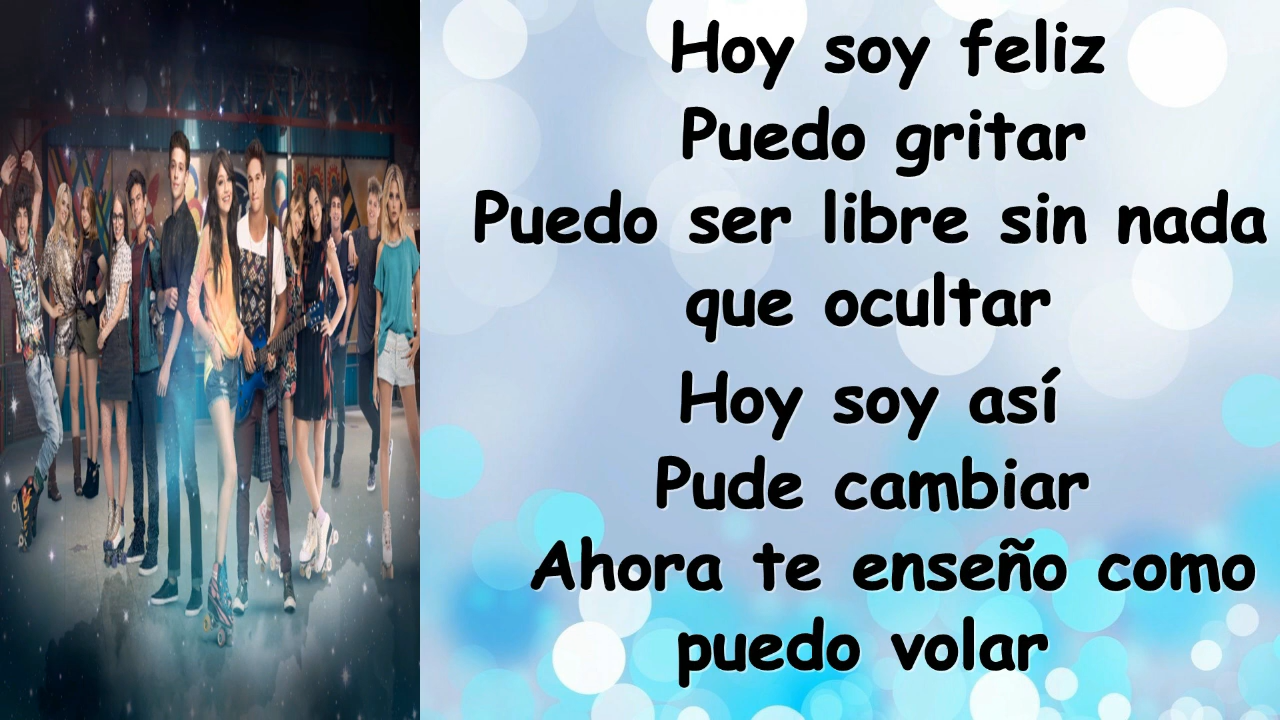 Hoy soy feliz
Puedo gritar
Puedo ser libre sin nada
que ocultar
Hoy soy así
Pude cambiar
Ahora te enseño como
puedo volar